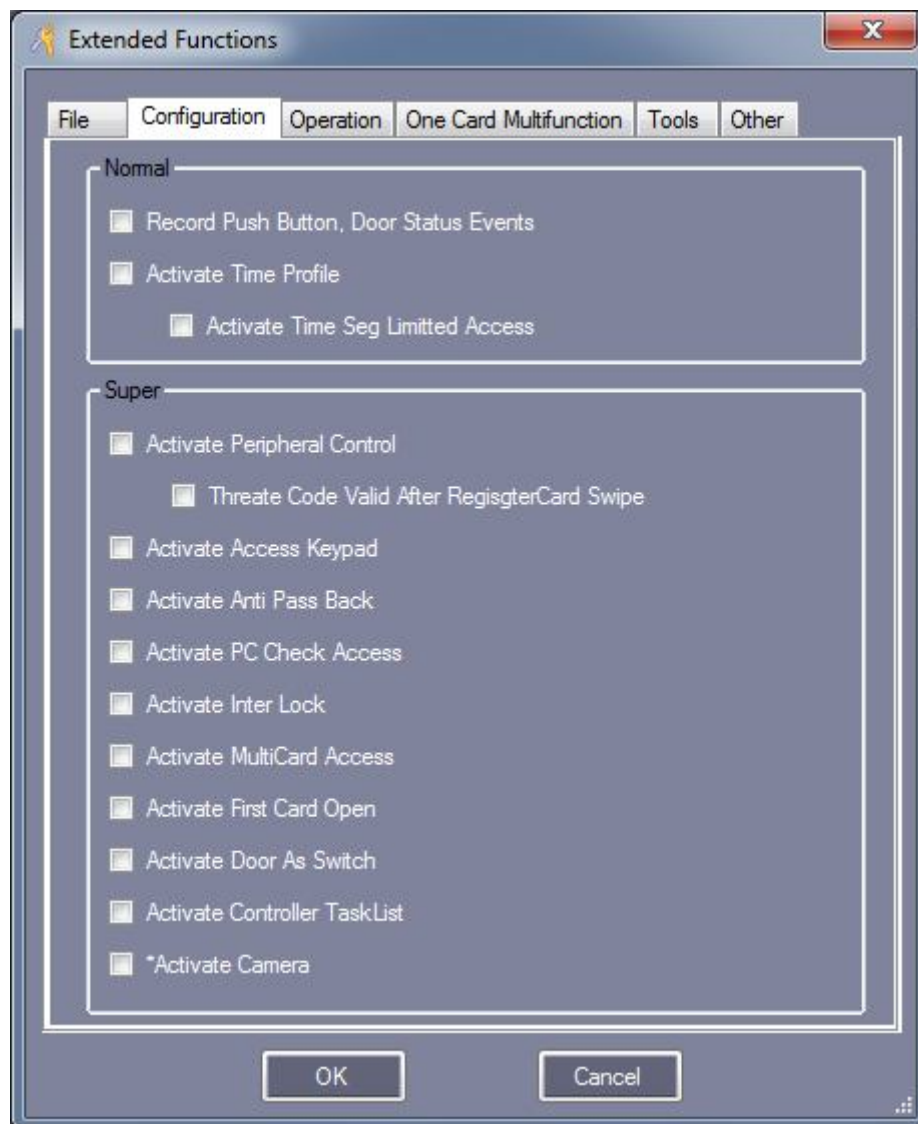 Extended Functions
File Configuration Operation One Card Multifunction Tools Other
Normal
Record Push Button, Door Status Events
Activate Time Profile
Activate Time Seg Limitted Access
Super
Activate Peripheral Control
Threate Code Valid After RegisgterCard Swipe
Activate Access Keypad
Activate Anti Pass Back
Activate PC Check Access
Activate Inter Lock
Activate MultiCard Access
Activate First Card Open
Activate Door As Switch
Activate Controller TaskList
*Activate Camera
OK Cancel